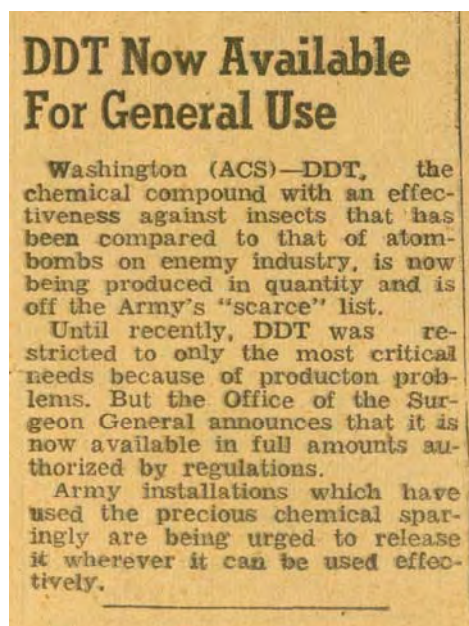 DDT Now Available
For General Use
Washington (ACS)—DDT, the
chemical compound with an effec-
tiveness against insects that has
been compared to that of atom-
bombs on enemy industry, is now
being produced in quantity and is
off the Army's "scarce" list.
Until recently, DDT was re-
stricted to only the most critical
needs because of producton prob-
lems. But the Office of the Sur-
geon General announces that it is
now available in full amounts au-
thorized by regulations.
Army installations which have
used the precious chemical spar-
ingly are being urged to release
it wherever it can be used effec-
tively.